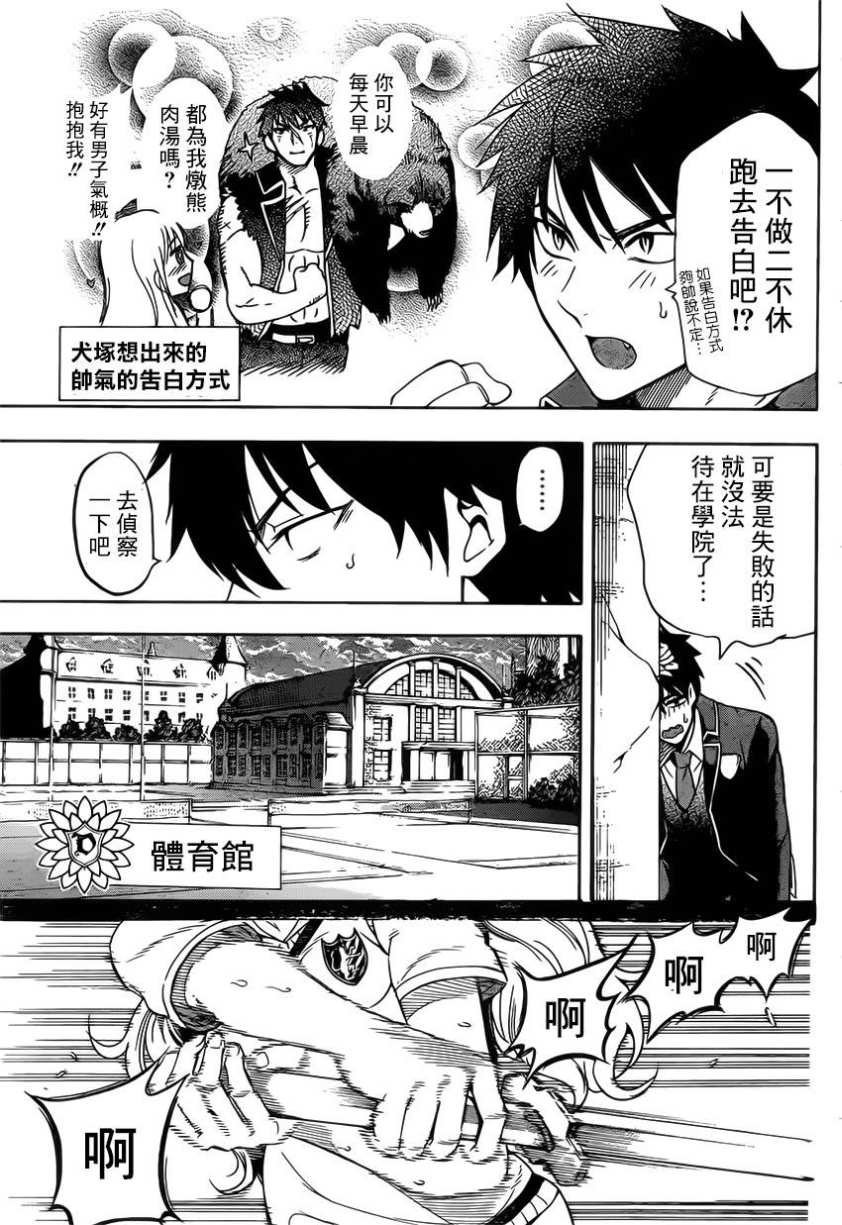 一不做二不休
跑去告白吧!?
如果告白方式
夠帥說不定…
你可以
每天早晨
都為我燉熊
肉湯嗎?
好有男子氣概!!
抱抱我!!
犬塚想出來的
帥氣的告白方式
可要是失敗的話
就沒法
待在學院了…
……
去偵察
一下吧
D
體育館
啊
啊
啊
啊